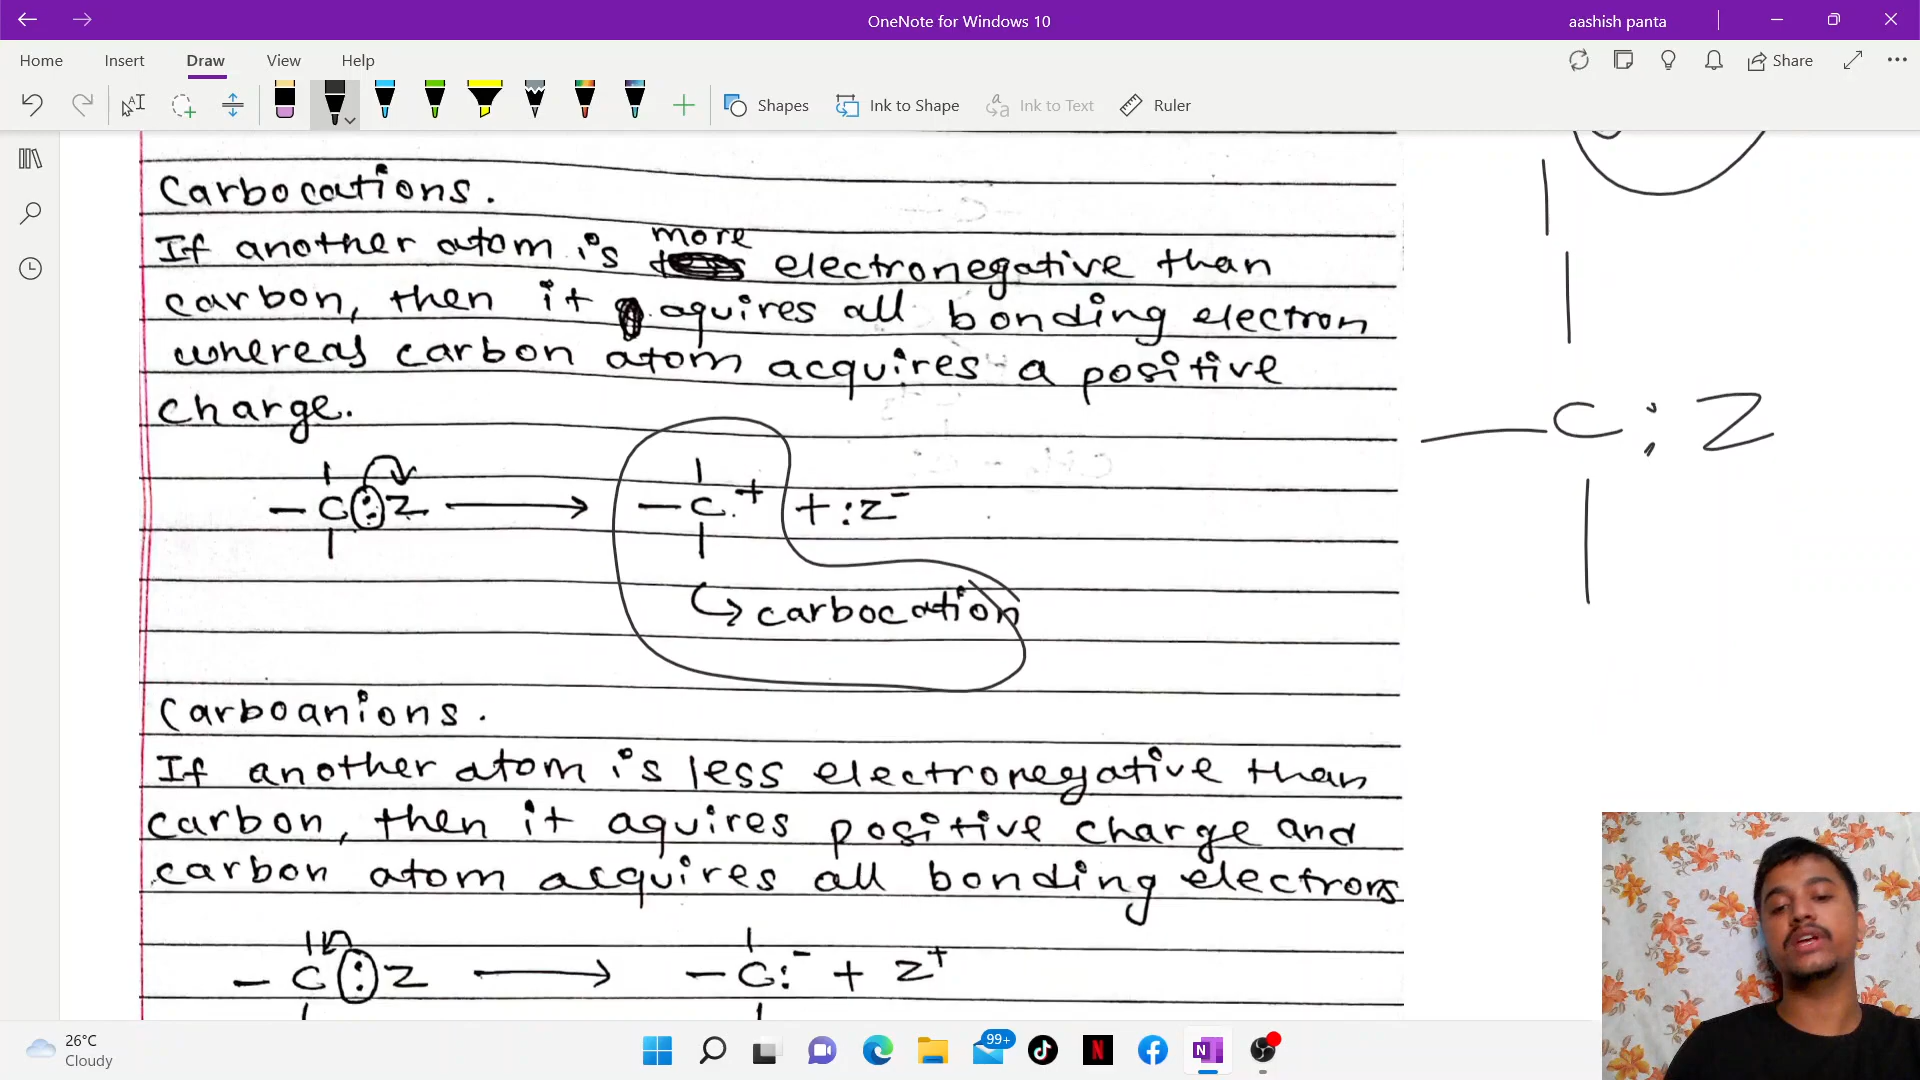 OneNote for Windows 10
aashish panta
Home Insert Draw View Help
Share
Shapes Ink to Shape Ink to Text Ruler
Carbocations.
If another atom is more electronegative than
carbon, then it aquires all bonding electron
whereas carbon atom acquires a positive
charge.
— C : Z ⟶ — C + + : Z −
— C : Z
↪ carbocation
Carboanions.
If another atom is less electronegative than
carbon, then it aquires positive charge and
carbon atom acquires all bonding electrons
— C : Z ⟶ — C : − + Z +
26°C
Cloudy
99+
N
N